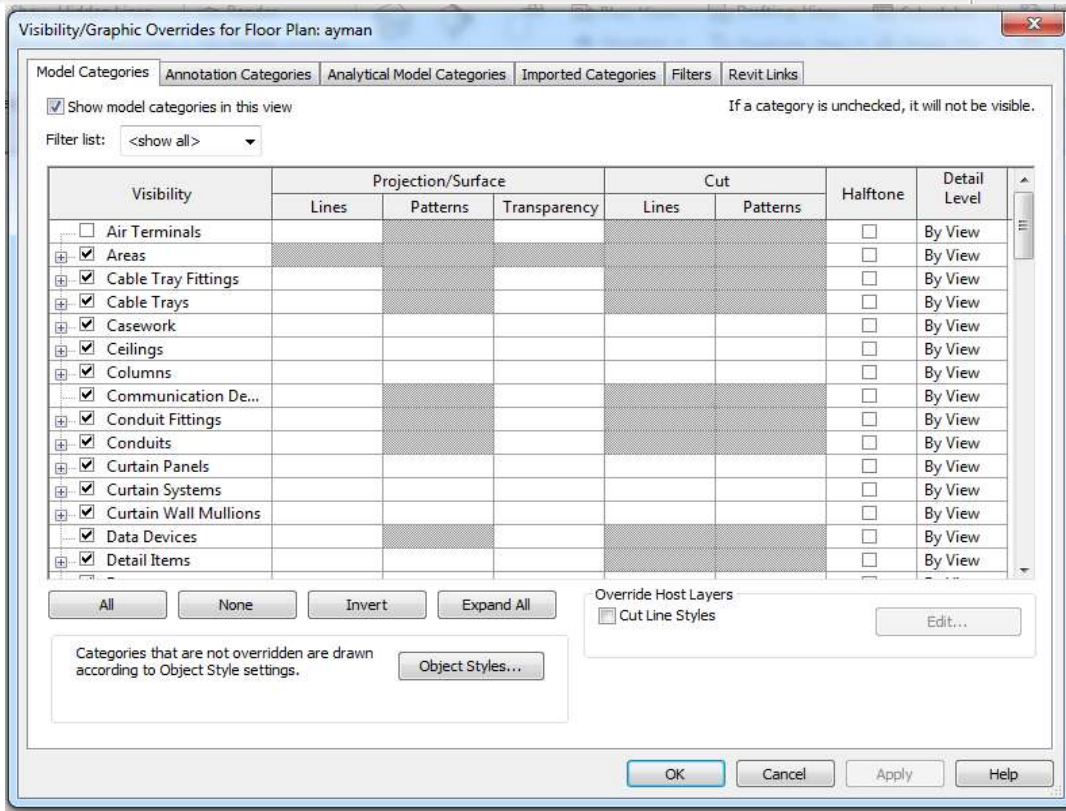 Visibility/Graphic Overrides for Floor Plan: ayman
Model Categories Annotation Categories Analytical Model Categories Imported Categories Filters Revit Links
Show model categories in this view If a category is unchecked, it will not be visible.
Filter list: <show all>
Visibility Projection/Surface Cut Halftone Detail Level
Lines Patterns Transparency Lines Patterns
Air Terminals By View
Areas By View
Cable Tray Fittings By View
Cable Trays By View
Casework By View
Ceilings By View
Columns By View
Communication De... By View
Conduit Fittings By View
Conduits By View
Curtain Panels By View
Curtain Systems By View
Curtain Wall Mullions By View
Data Devices By View
Detail Items By View
All None Invert Expand All Override Host Layers
Cut Line Styles Edit...
Categories that are not overridden are drawn
according to Object Style settings. Object Styles...
OK Cancel Apply Help